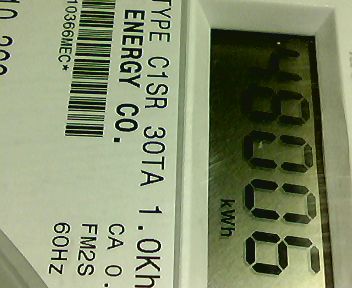 48006
kWh
TYPE C1SR 30TA 1.0Kh
ENERGY CO.
CA 0.
FM2S
10366MEC*
60HZ